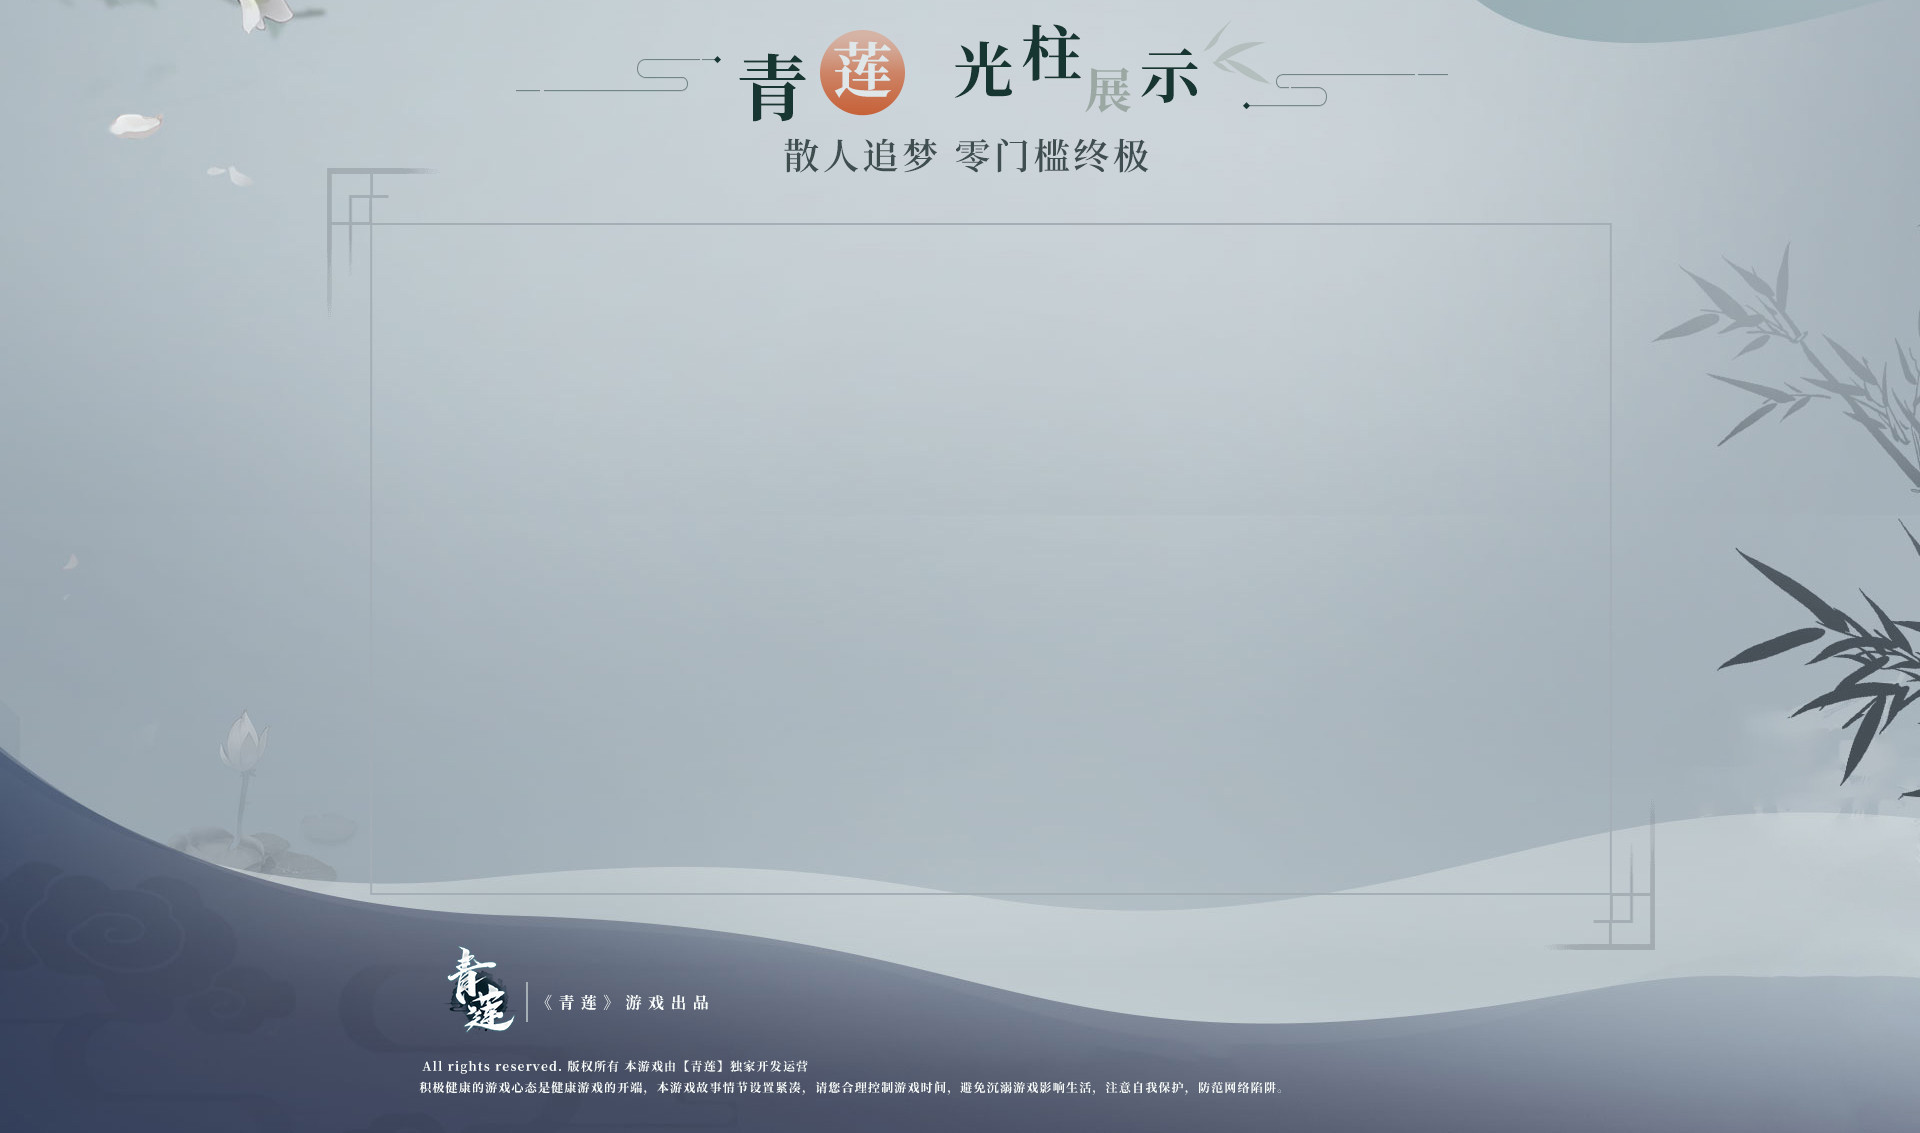 青莲 光柱展示
散人追梦 零门槛终极
青莲
《青莲》游戏出品
All rights reserved. 版权所有 本游戏由【青莲】独家开发运营
积极健康的游戏心态是健康游戏的开端，本游戏故事情节设置紧凑，请您合理控制游戏时间，避免沉溺游戏影响生活，注意自我保护，防范网络陷阱。